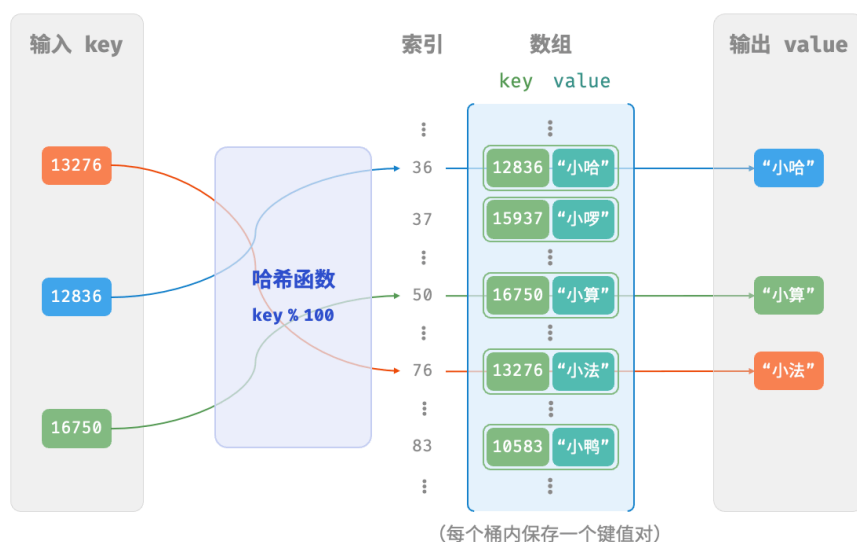 输入 key
索引
数组
输出 value
key value
13276
12836
16750
哈希函数
key % 100
36
12836 “小哈”
“小哈”
37
15937 “小啰”
50
16750 “小算”
“小算”
76
13276 “小法”
“小法”
83
10583 “小鸭”
(每个桶内保存一个键值对)